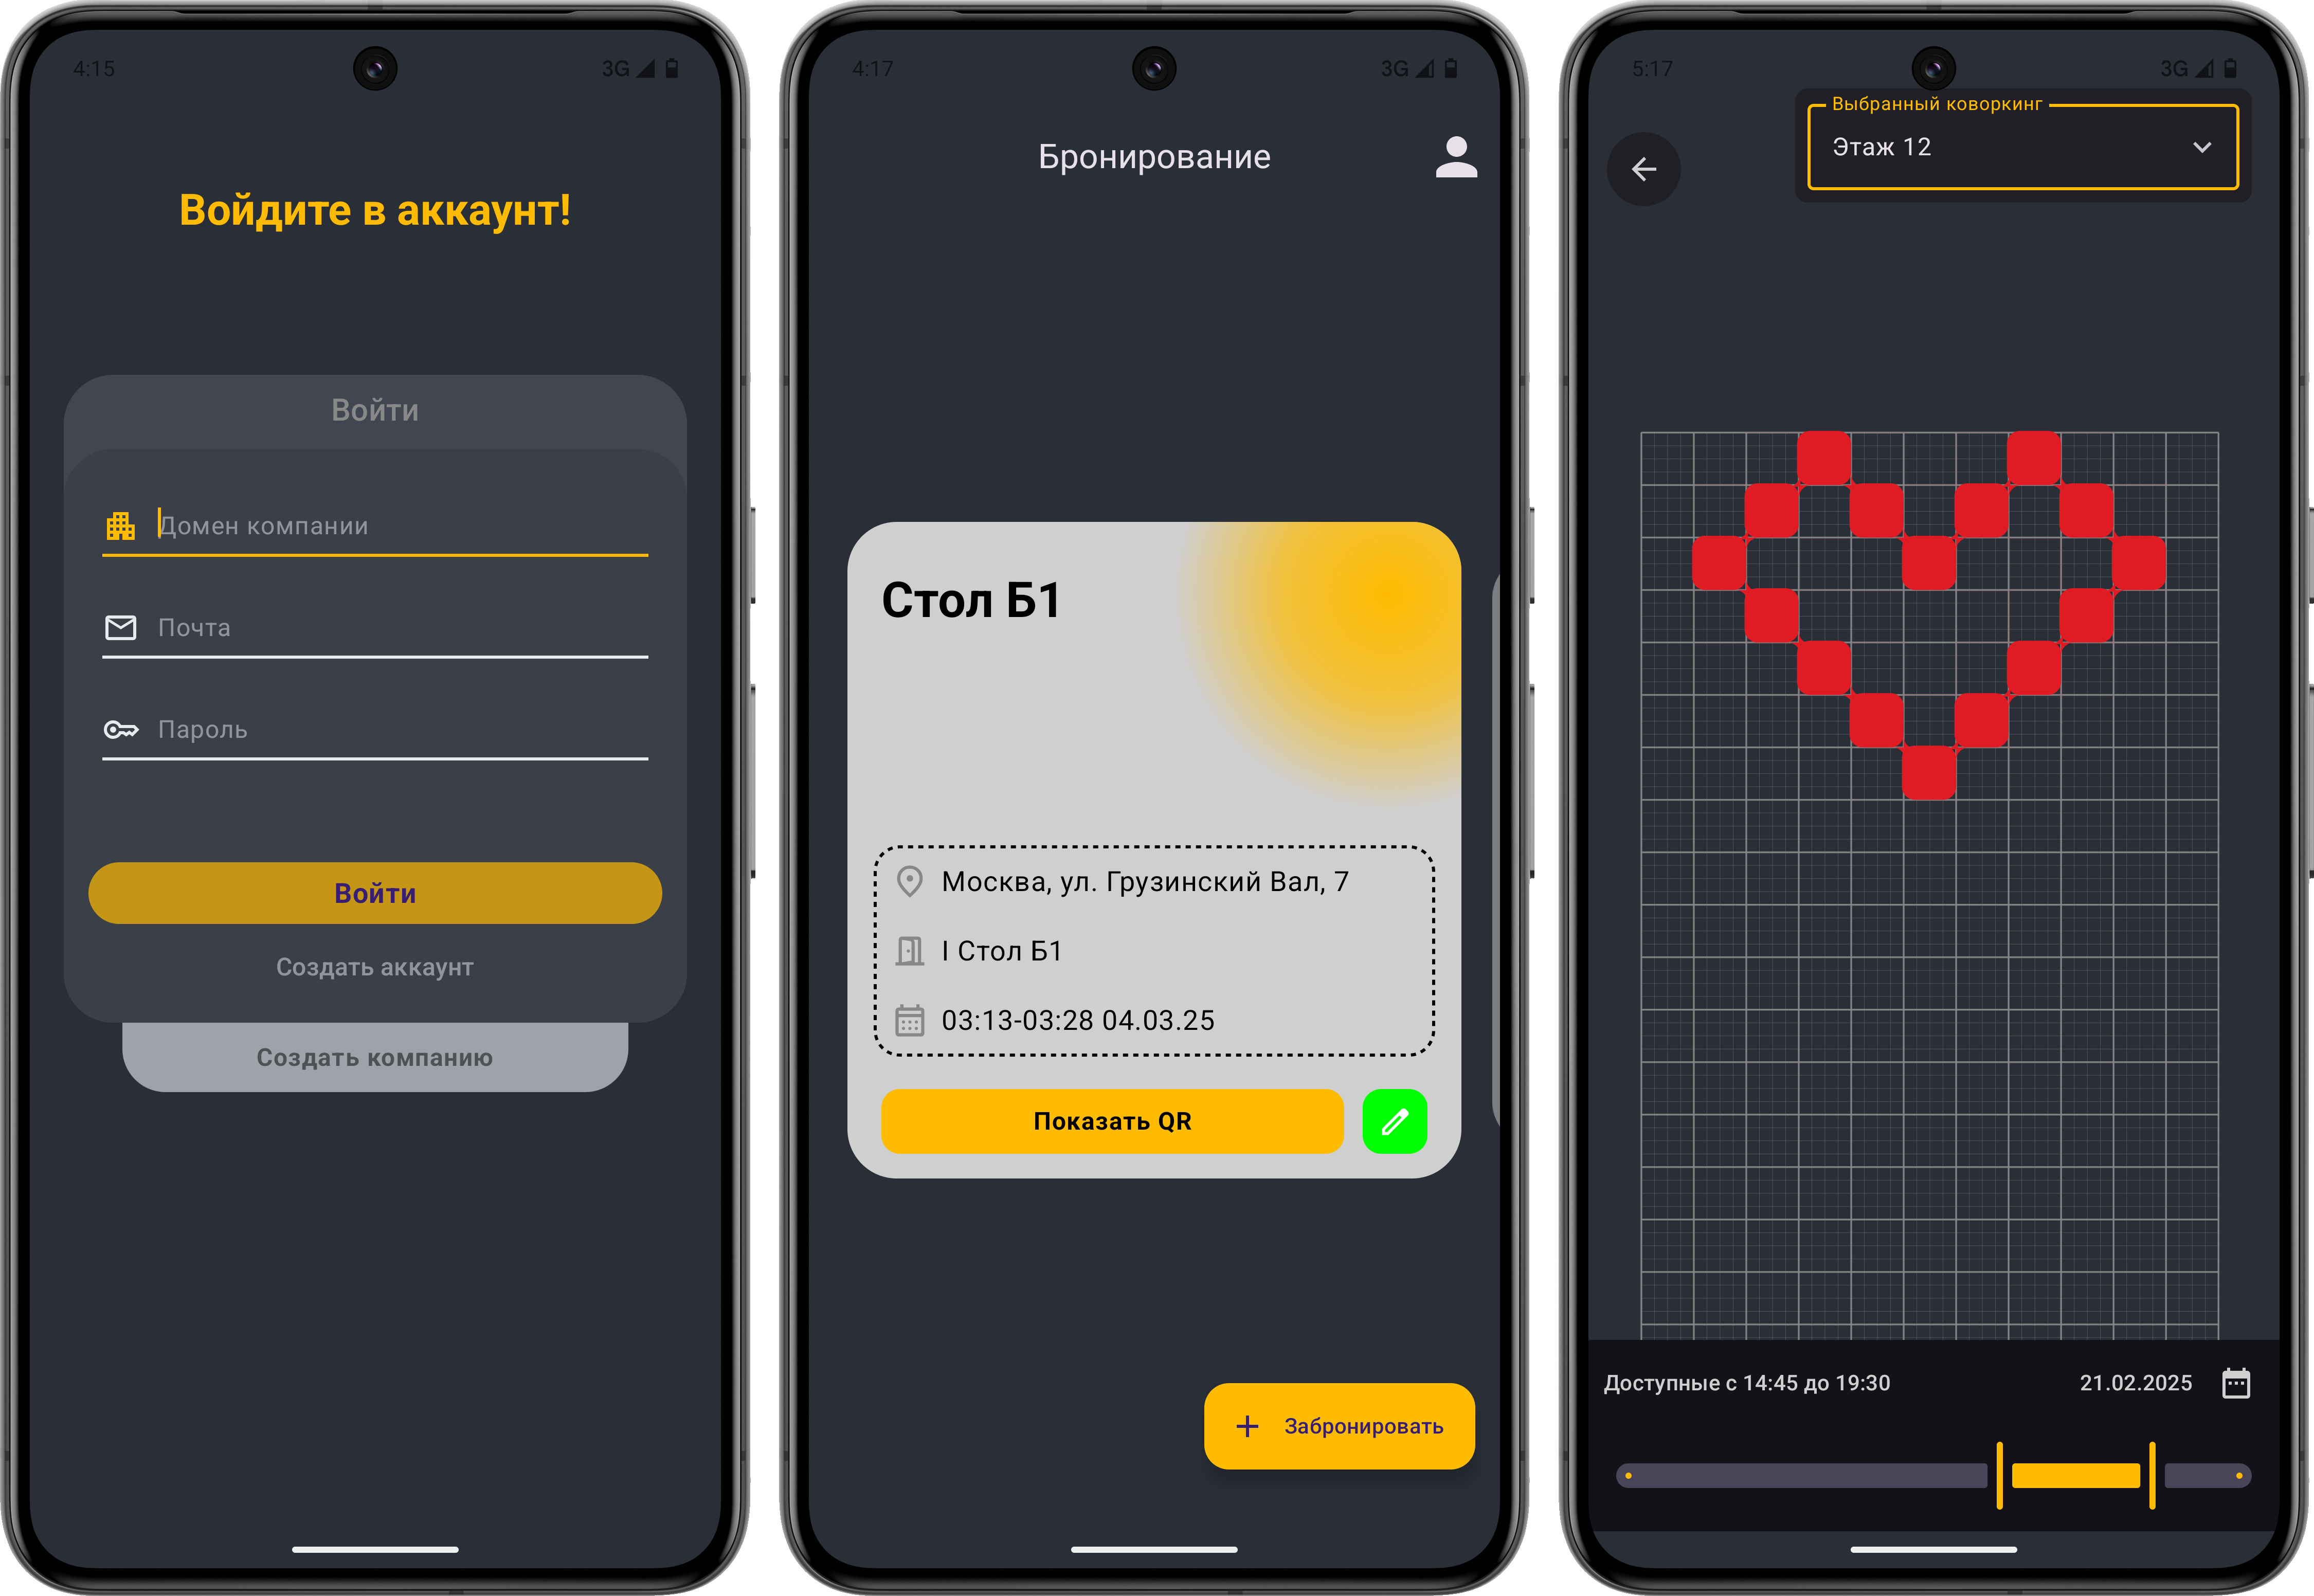 4:15
3G
Войдите в аккаунт!
Войти
Домен компании
Почта
Пароль
Войти
Создать аккаунт
Создать компанию
4:17
3G
Бронирование
Стол Б1
Москва, ул. Грузинский Вал, 7
I Стол Б1
03:13-03:28 04.03.25
Показать QR
Забронировать
5:17
3G
Выбранный коворкинг
Этаж 12
Доступные с 14:45 до 19:30
21.02.2025